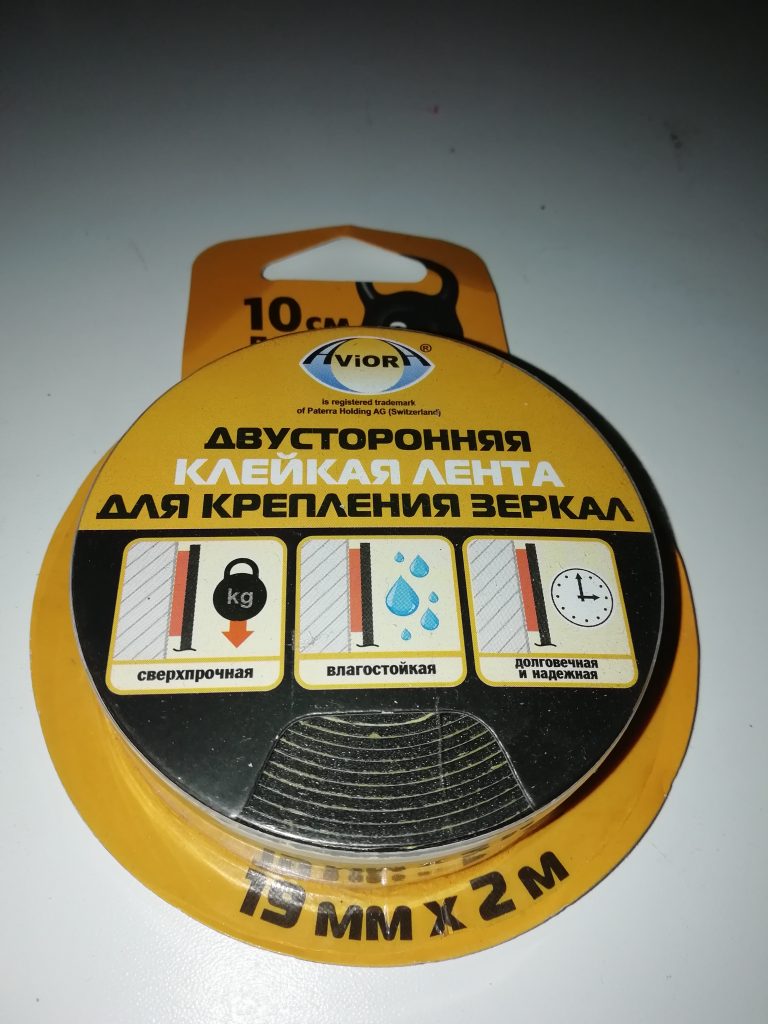 10 см
AViORA®
is registered trademark
of Paterra Holding AG (Switzerland)
ДВУСТОРОННЯЯ
КЛЕЙКАЯ ЛЕНТА
ДЛЯ КРЕПЛЕНИЯ ЗЕРКАЛ
kg
сверхпрочная
влагостойкая
долговечная
и надежная
19 мм x 2 м